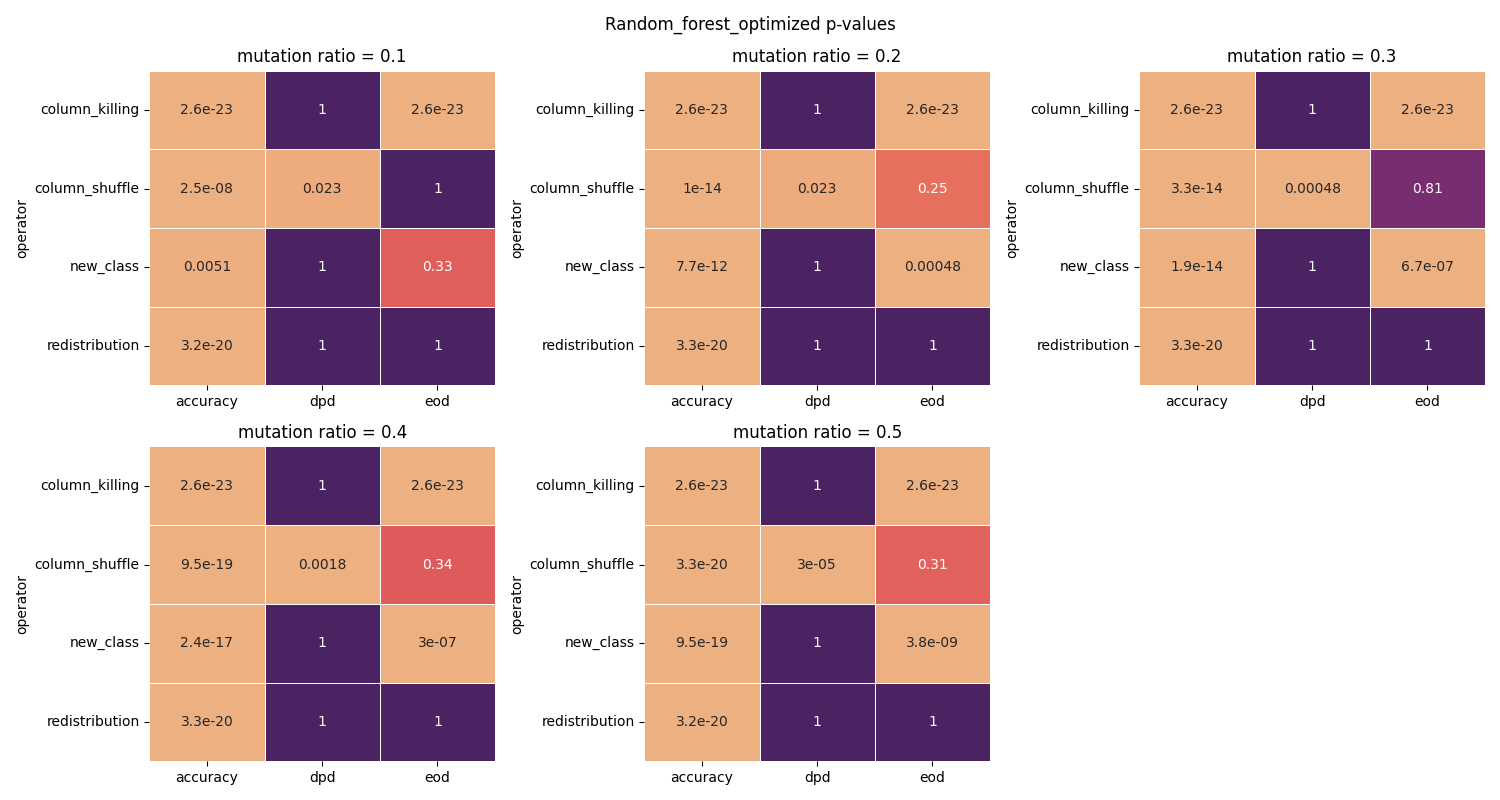 Random_forest_optimized p-values
mutation ratio = 0.1
operator
column_killing 2.6e-23 1 2.6e-23
column_shuffle 2.5e-08 0.023 1
new_class 0.0051 1 0.33
redistribution 3.2e-20 1 1
accuracy dpd eod
mutation ratio = 0.2
operator
column_killing 2.6e-23 1 2.6e-23
column_shuffle 1e-14 0.023 0.25
new_class 7.7e-12 1 0.00048
redistribution 3.3e-20 1 1
accuracy dpd eod
mutation ratio = 0.3
operator
column_killing 2.6e-23 1 2.6e-23
column_shuffle 3.3e-14 0.00048 0.81
new_class 1.9e-14 1 6.7e-07
redistribution 3.3e-20 1 1
accuracy dpd eod
mutation ratio = 0.4
operator
column_killing 2.6e-23 1 2.6e-23
column_shuffle 9.5e-19 0.0018 0.34
new_class 2.4e-17 1 3e-07
redistribution 3.3e-20 1 1
accuracy dpd eod
mutation ratio = 0.5
operator
column_killing 2.6e-23 1 2.6e-23
column_shuffle 3.3e-20 3e-05 0.31
new_class 9.5e-19 1 3.8e-09
redistribution 3.2e-20 1 1
accuracy dpd eod